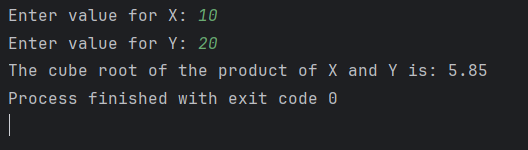 Enter value for X: 10
Enter value for Y: 20
The cube root of the product of X and Y is: 5.85
Process finished with exit code 0